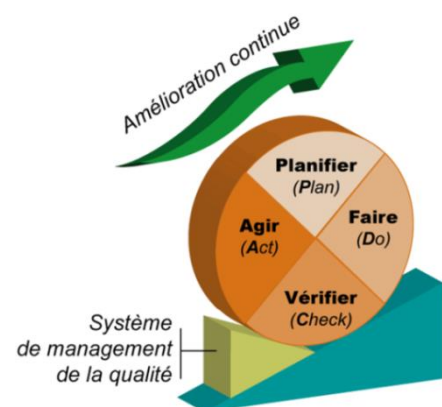 Amélioration continue
Planifier
(Plan)
Faire
(Do)
Agir
(Act)
Vérifier
(Check)
Système
de management
de la qualité